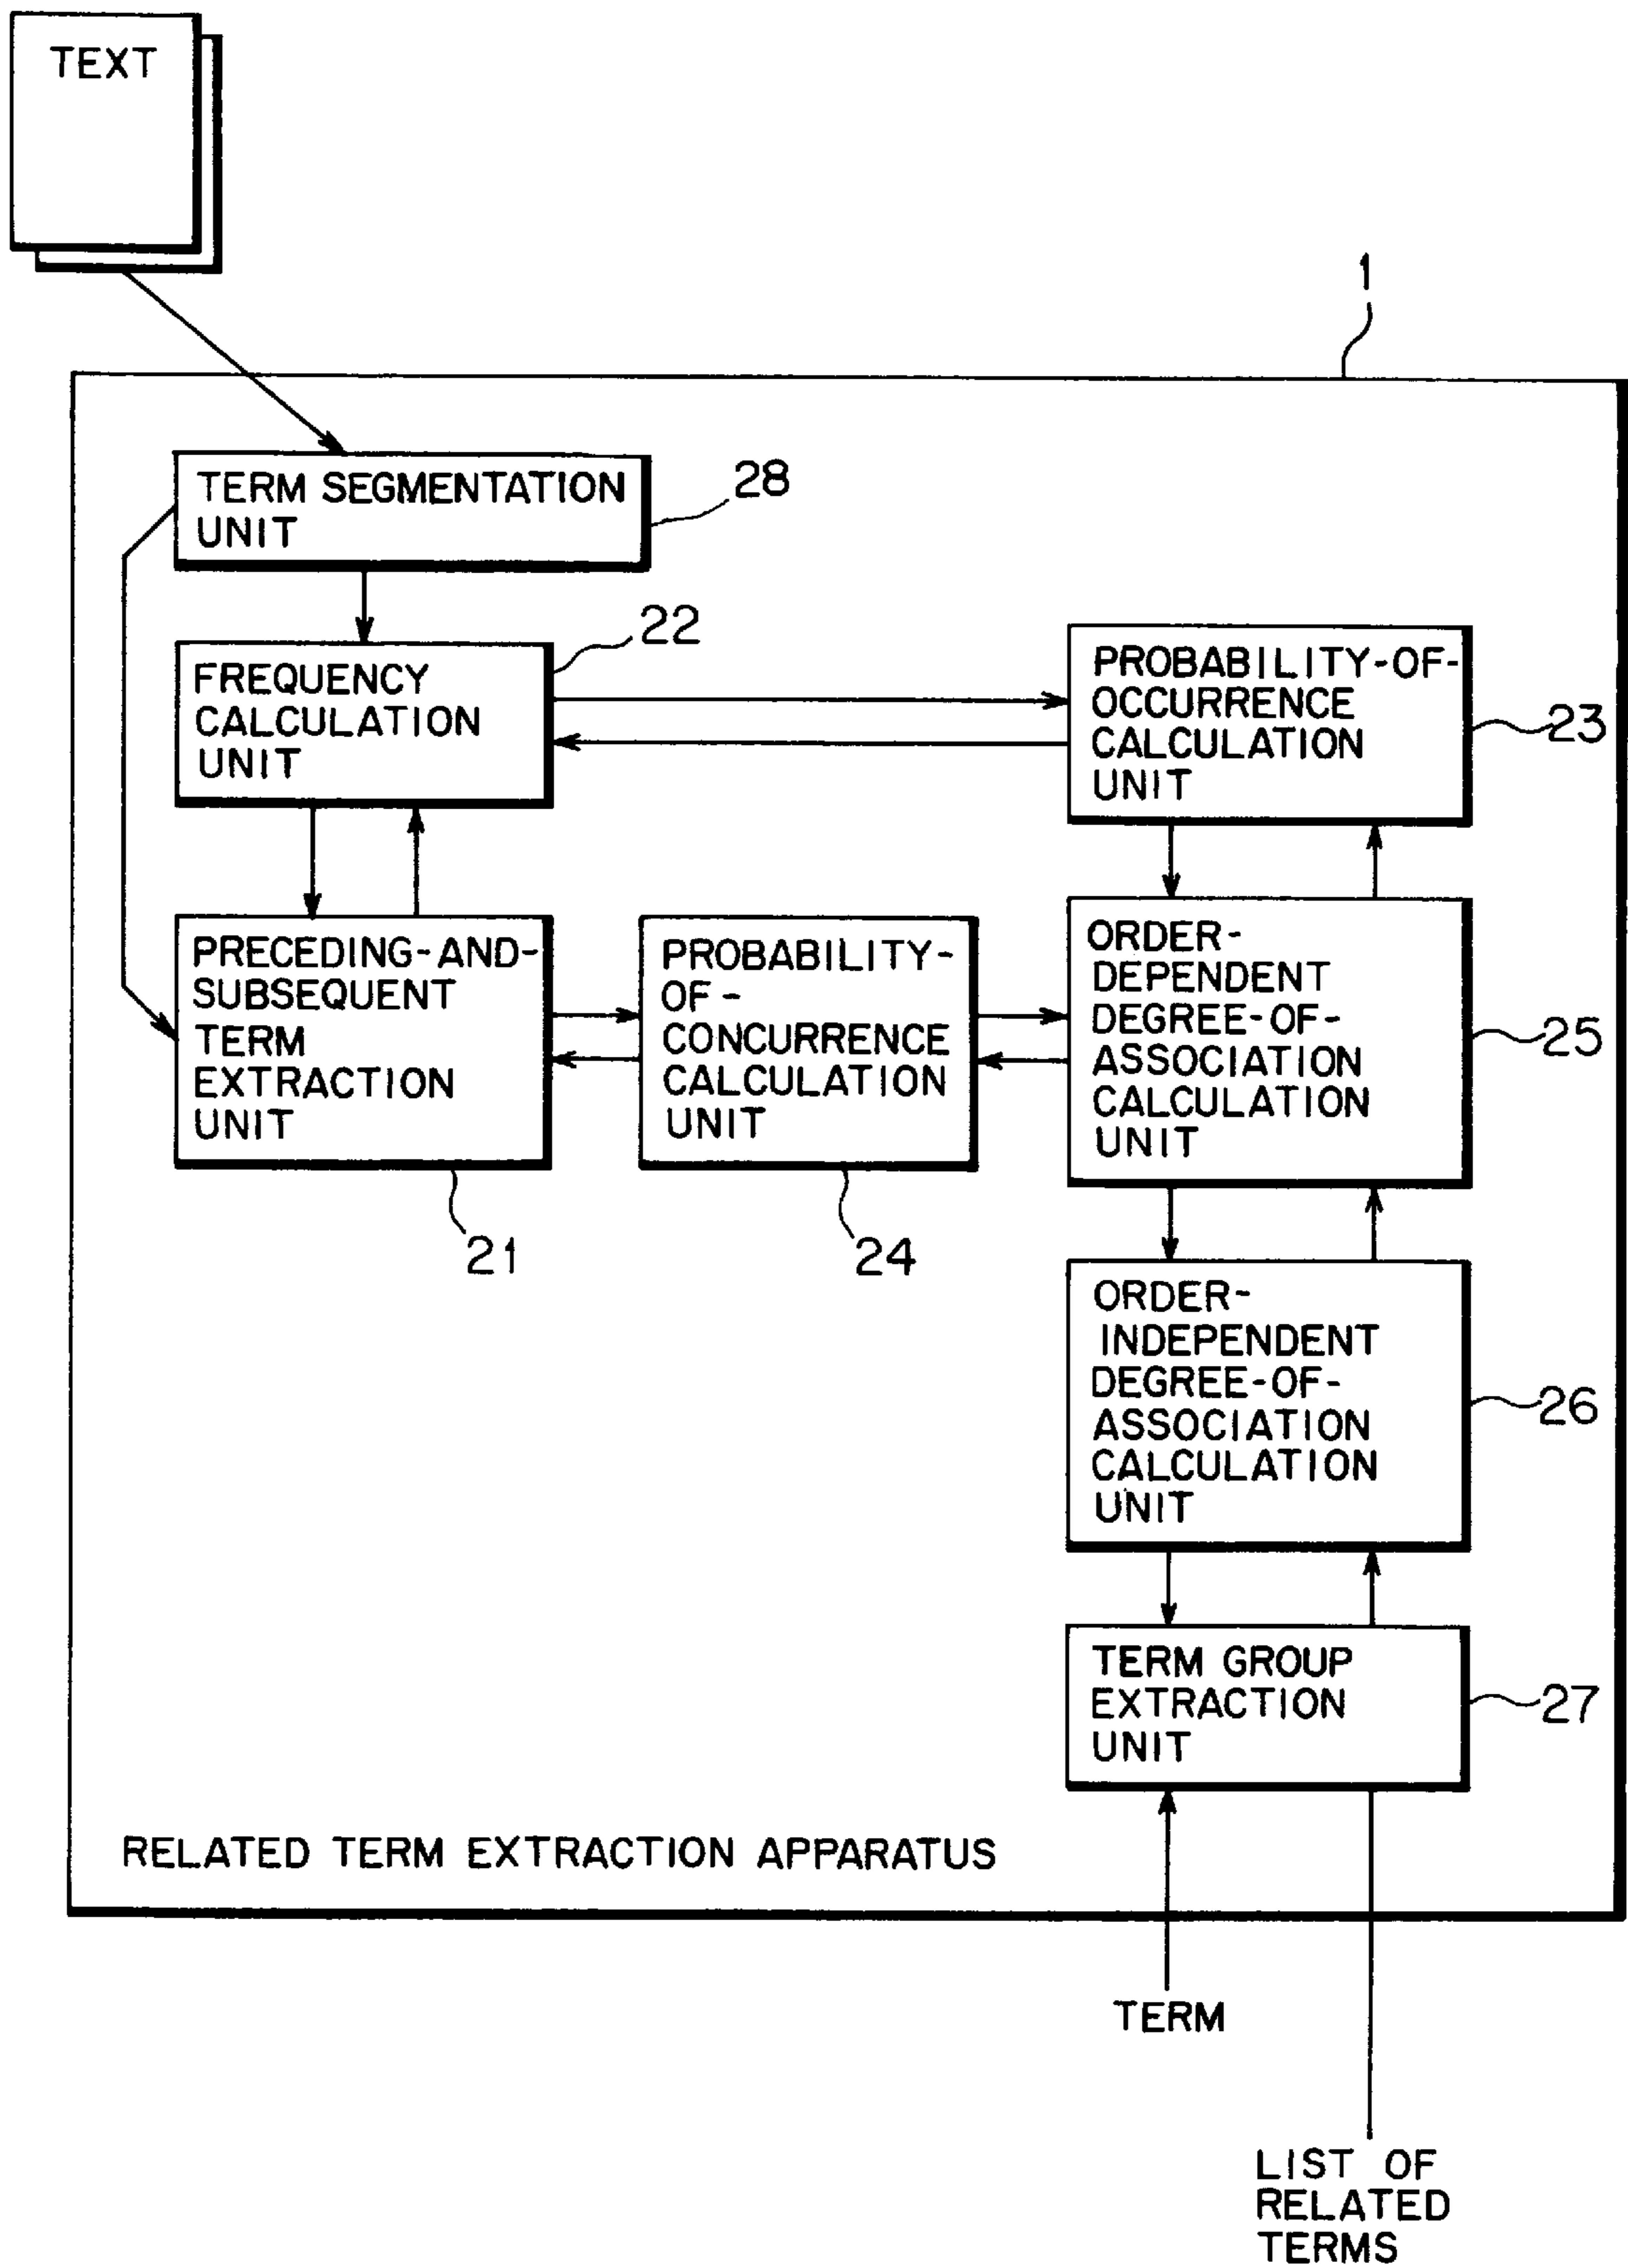 TEXT
1
TERM SEGMENTATION
UNIT
28
FREQUENCY
CALCULATION
UNIT
22
PROBABILITY-OF-
OCCURRENCE
CALCULATION
UNIT
23
PRECEDING-AND-
SUBSEQUENT
TERM
EXTRACTION
UNIT
21
PROBABILITY-
OF-
CONCURRENCE
CALCULATION
UNIT
24
ORDER-
DEPENDENT
DEGREE-OF-
ASSOCIATION
CALCULATION
UNIT
25
ORDER-
INDEPENDENT
DEGREE-OF-
ASSOCIATION
CALCULATION
UNIT
26
TERM GROUP
EXTRACTION
UNIT
27
RELATED TERM EXTRACTION APPARATUS
TERM
LIST OF
RELATED
TERMS